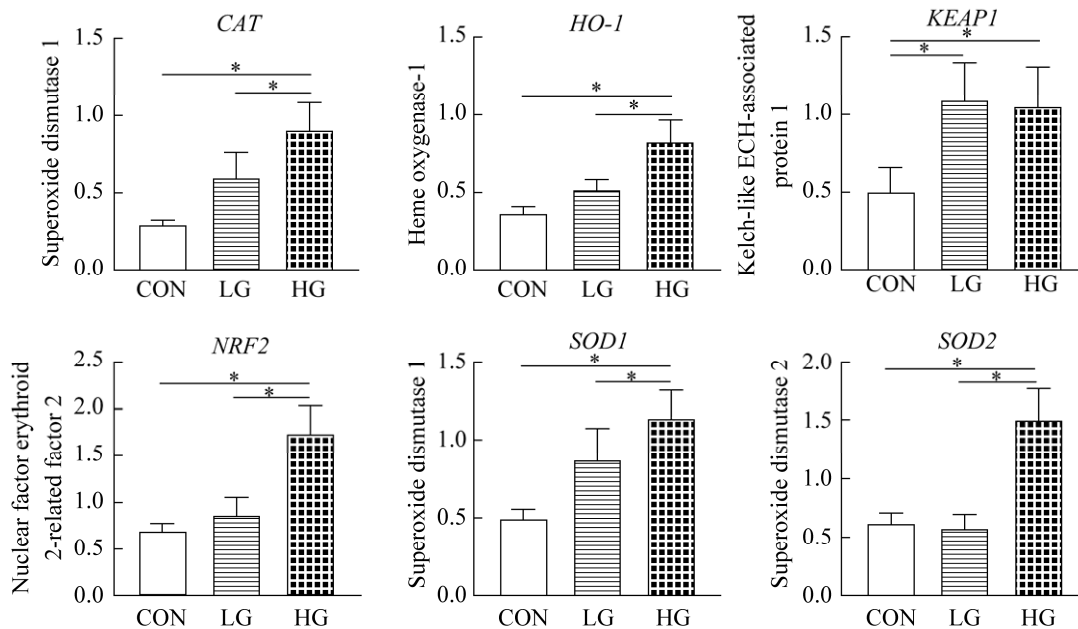 CAT
Superoxide dismutase 1
1.5
1.0
0.5
0.0
*
*
CON LG HG
HO-1
Heme oxygenase-1
1.5
1.0
0.5
0.0
*
*
CON LG HG
KEAP1
Kelch-like ECH-associated
protein 1
1.5
1.0
0.5
0.0
*
*
CON LG HG
NRF2
Nuclear factor erythroid
2-related factor 2
2.5
2.0
1.5
1.0
0.5
0.0
*
*
CON LG HG
SOD1
Superoxide dismutase 1
1.5
1.0
0.5
0.0
*
*
CON LG HG
SOD2
Superoxide dismutase 2
2.0
1.5
1.0
0.5
0.0
*
*
CON LG HG